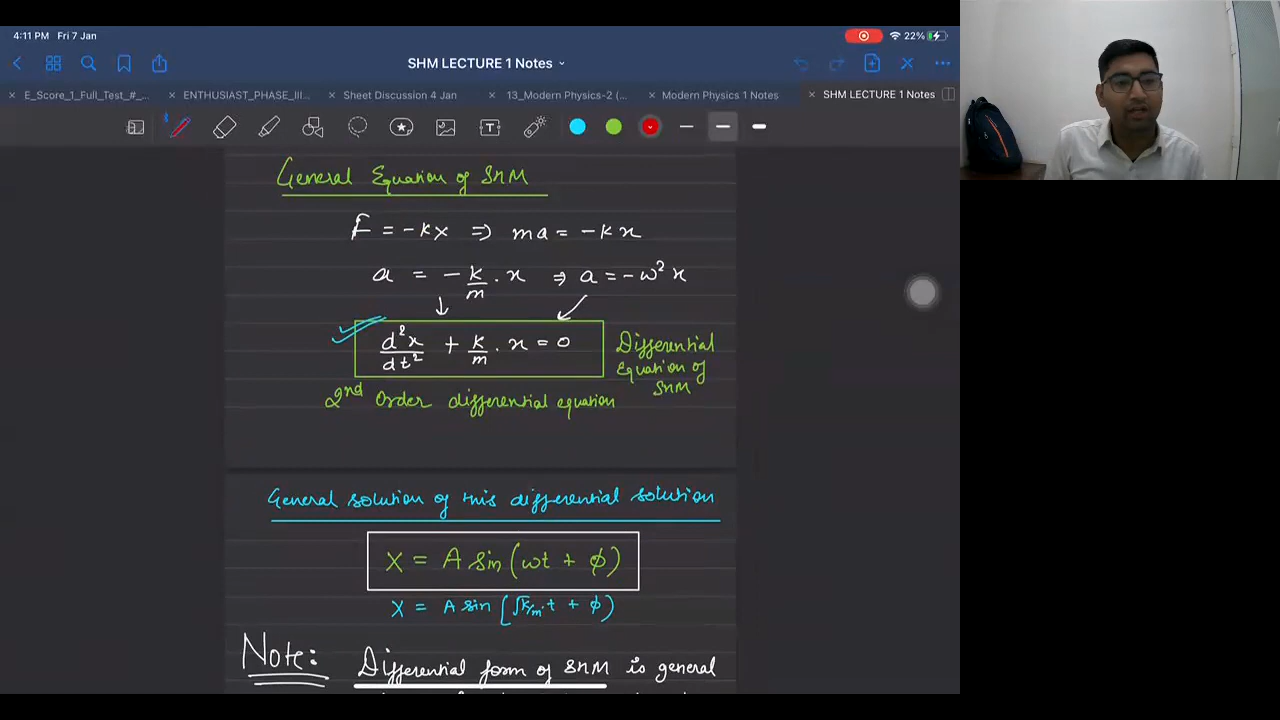 4:11 PM Fri 7 Jan
22%
SHM LECTURE 1 Notes
E_Score_1_Full_Test_#_...
ENTHUSIAST_PHASE_III...
Sheet Discussion 4 Jan
13_Modern Physics-2 (...
Modern Physics 1 Notes
SHM LECTURE 1 Notes
General Equation of SHM
F = -kx ⇒ ma = -kx
a = -k/m . x ⇒ a = -ω² x
d²x/dt² + k/m . x = 0
Differential
Equation of
SHM
2nd Order differential equation
General solution of this differential solution
X = A sin (ωt + φ)
X = A sin [√k/m . t + φ)
Note: Differential form of SHM is general